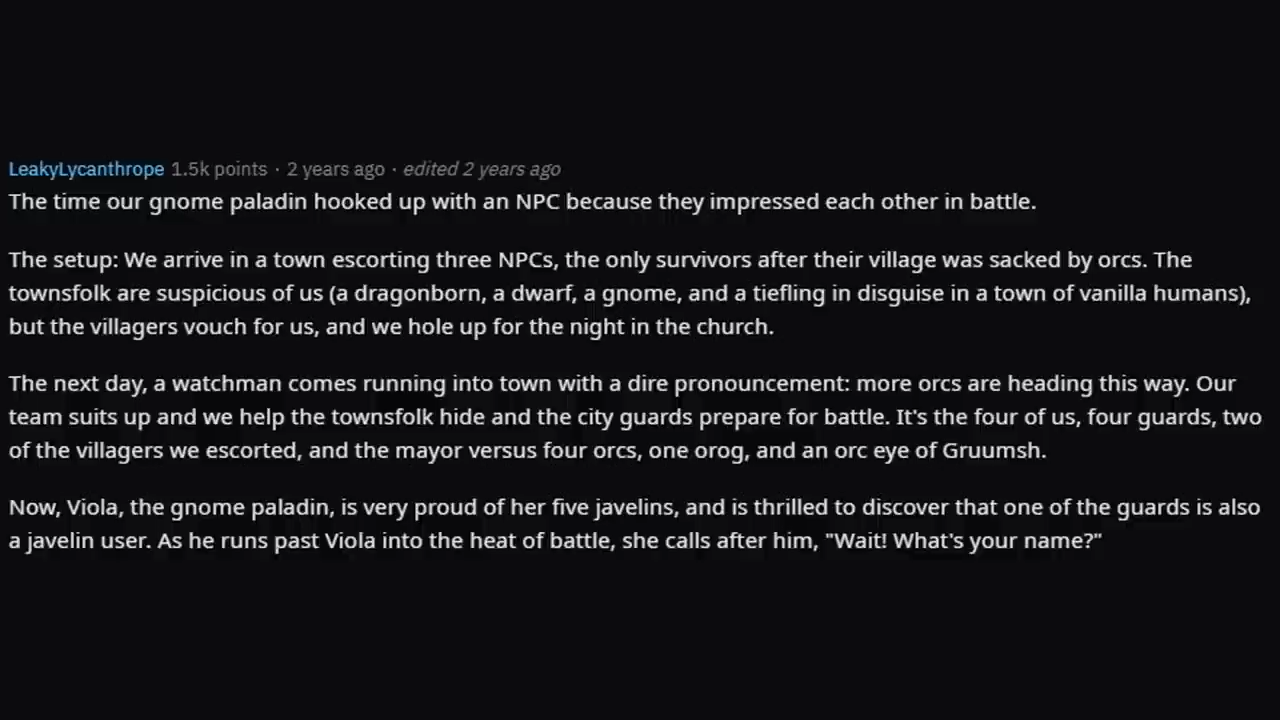 LeakyLycanthrope 1.5k points · 2 years ago · edited 2 years ago
The time our gnome paladin hooked up with an NPC because they impressed each other in battle.
The setup: We arrive in a town escorting three NPCs, the only survivors after their village was sacked by orcs. The
townsfolk are suspicious of us (a dragonborn, a dwarf, a gnome, and a tiefling in disguise in a town of vanilla humans),
but the villagers vouch for us, and we hole up for the night in the church.
The next day, a watchman comes running into town with a dire pronouncement: more orcs are heading this way. Our
team suits up and we help the townsfolk hide and the city guards prepare for battle. It's the four of us, four guards, two
of the villagers we escorted, and the mayor versus four orcs, one orog, and an orc eye of Gruumsh.
Now, Viola, the gnome paladin, is very proud of her five javelins, and is thrilled to discover that one of the guards is also
a javelin user. As he runs past Viola into the heat of battle, she calls after him, "Wait! What's your name?"